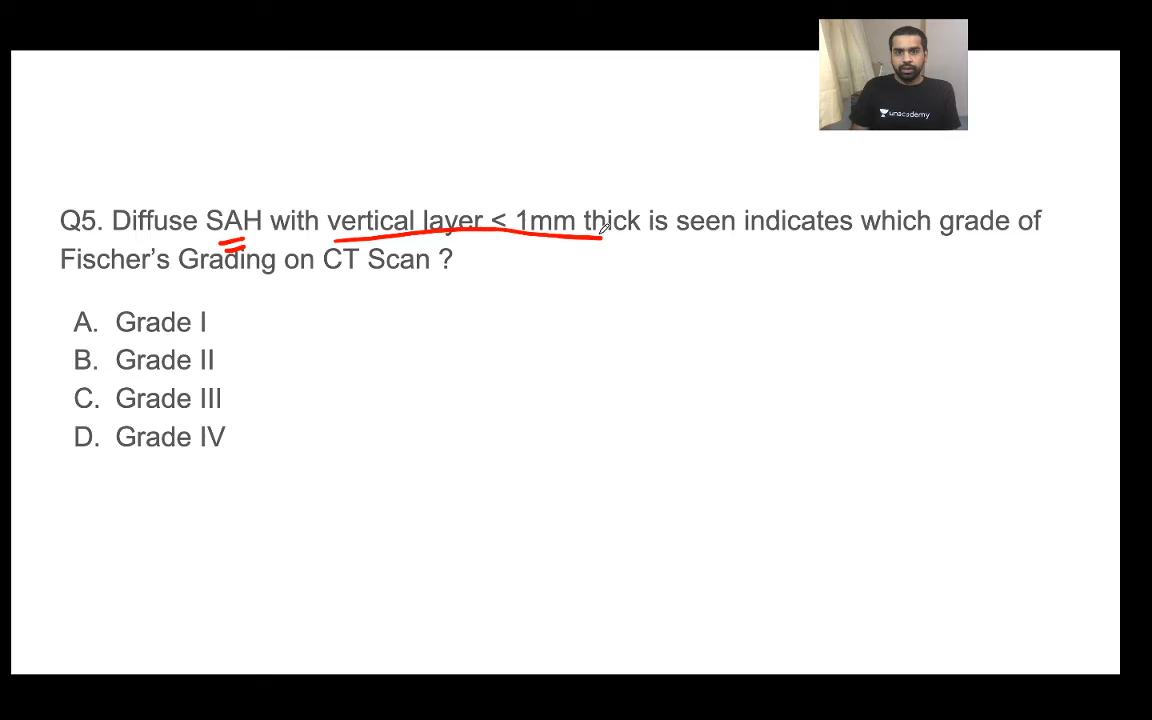 unacademy
Q5. Diffuse SAH with vertical layer < 1mm thick is seen indicates which grade of
Fischer’s Grading on CT Scan ?
A. Grade I
B. Grade II
C. Grade III
D. Grade IV